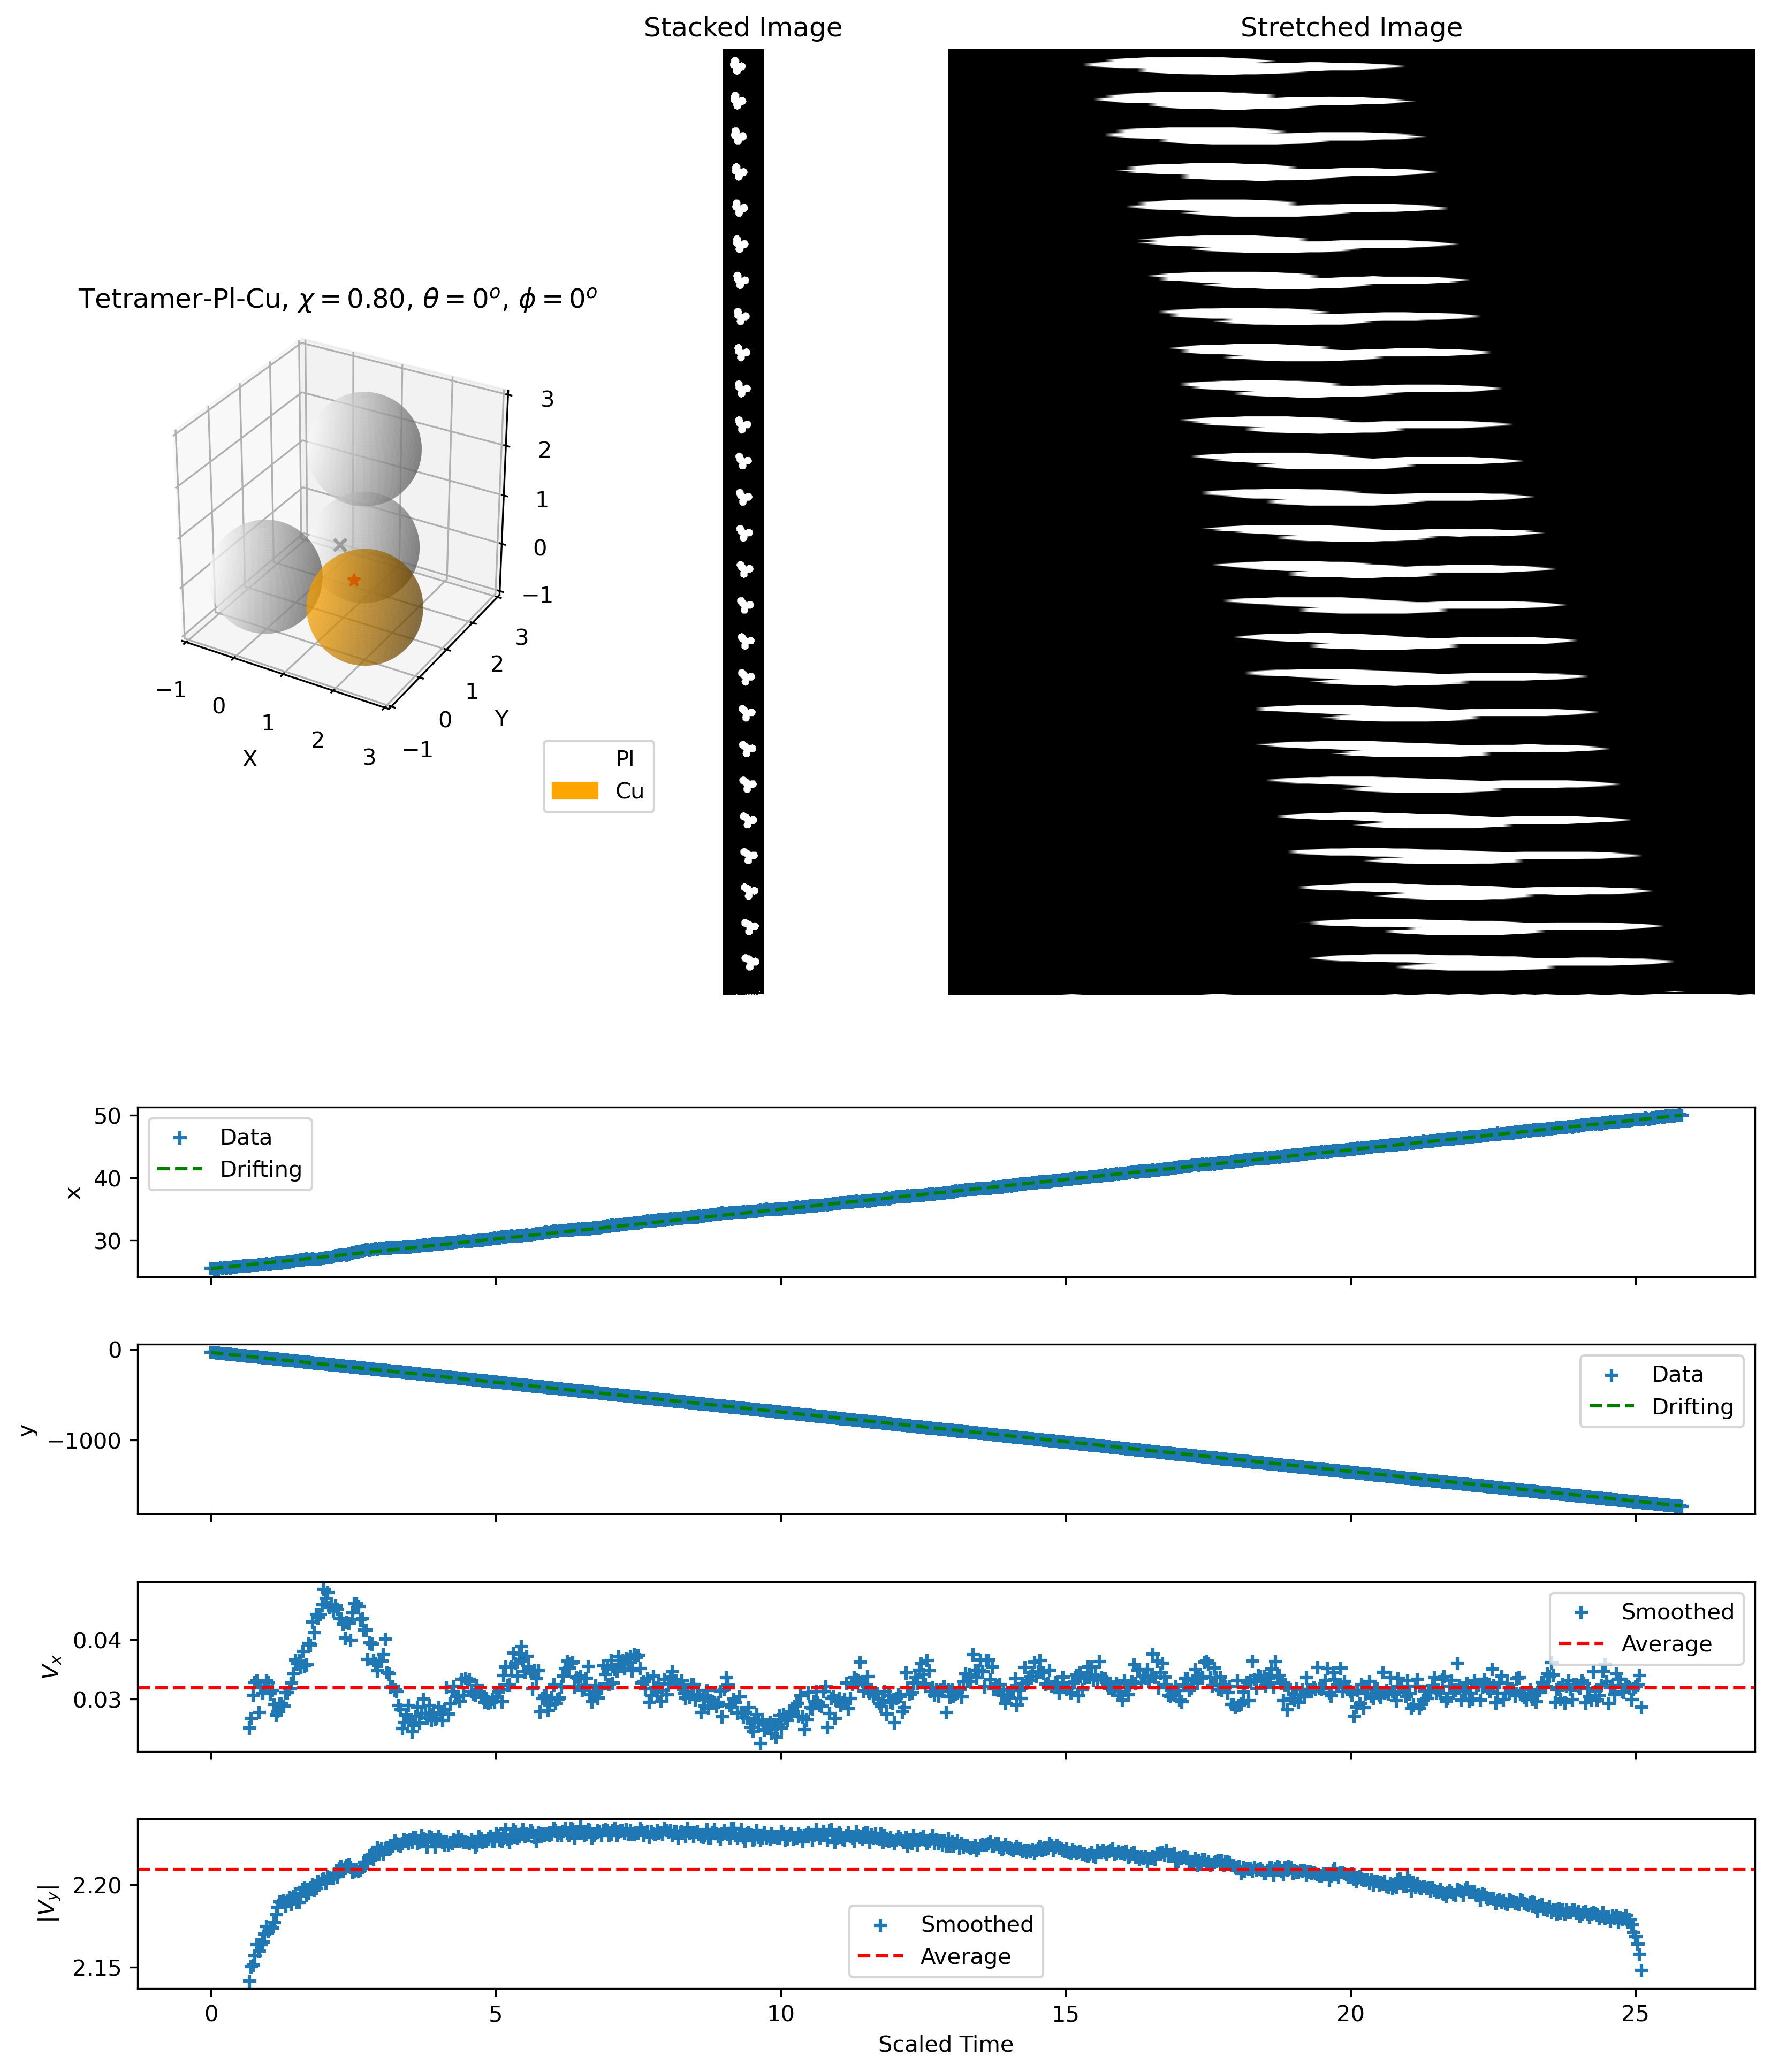 Stacked Image
Stretched Image
Tetramer-Pl-Cu, χ = 0.80, θ = 0°, ϕ = 0°
3
2
1
0
−1
3
2
1
0
−1
Y
−1
0
1
2
3
X
Pl
Cu
50
40
30
x
Data
Drifting
0
−1000
y
Data
Drifting
0.04
0.03
Vₓ
Smoothed
Average
2.20
2.15
|V_y|
Smoothed
Average
0 5 10 15 20 25
Scaled Time